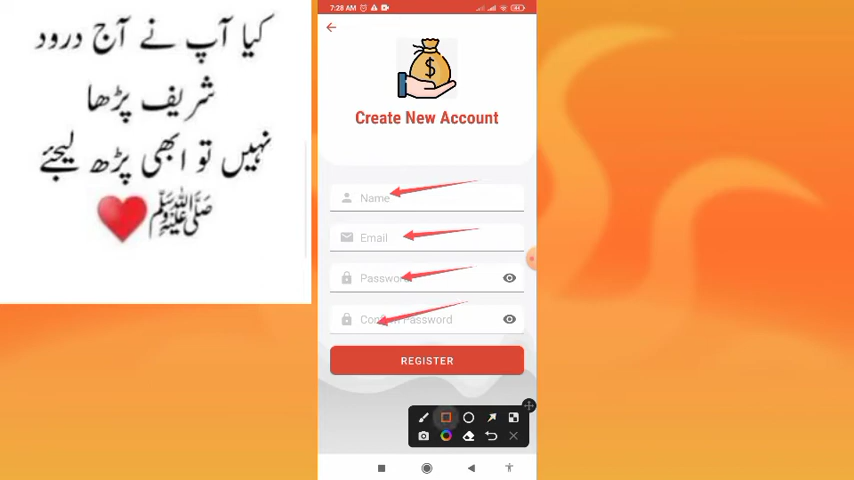 کیا آپ نے آج درود
شریف پڑھا
نہیں تو ابھی پڑھ لیجئے
ﷺ
7:28 AM
Create New Account
Name
Email
Password
Confirm Password
REGISTER